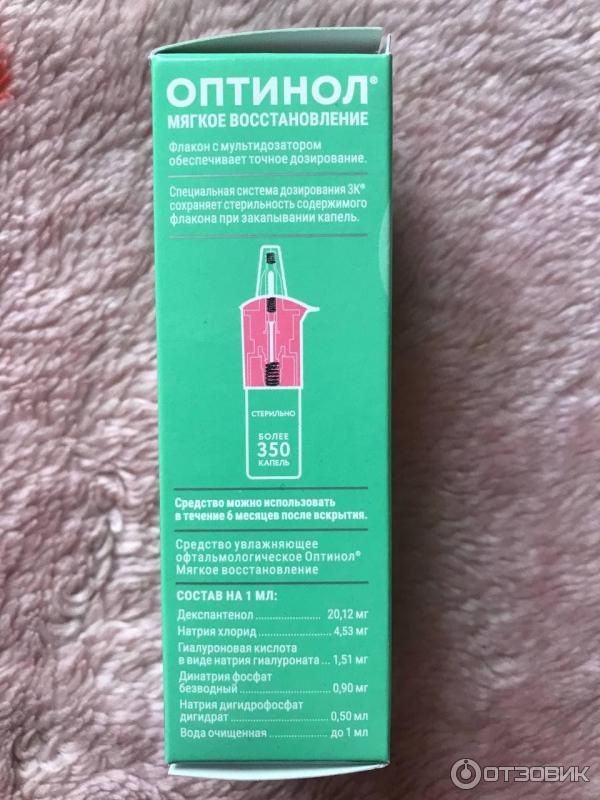 ОПТИНОЛ®
МЯГКОЕ ВОССТАНОВЛЕНИЕ
Флакон с мультидозатором
обеспечивает точное дозирование.
Специальная система дозирования 3К®
сохраняет стерильность содержимого
флакона при закапывании капель.
СТЕРИЛЬНО
БОЛЕЕ
350
КАПЕЛЬ
Средство можно использовать
в течение 6 месяцев после вскрытия.
Средство увлажняющее
офтальмологическое Оптинол®
Мягкое восстановление
СОСТАВ НА 1 МЛ:
Декспантенол ..................... 20,12 мг
Натрия хлорид .................... 4,53 мг
Гиалуроновая кислота
в виде натрия гиалуроната ... 1,51 мг
Динатрия фосфат
безводный ......................... 0,90 мг
Натрия дигидрофосфат
дигидрат ........................... 0,50 мл
Вода очищенная ................. до 1 мл
ОТЗОВИК